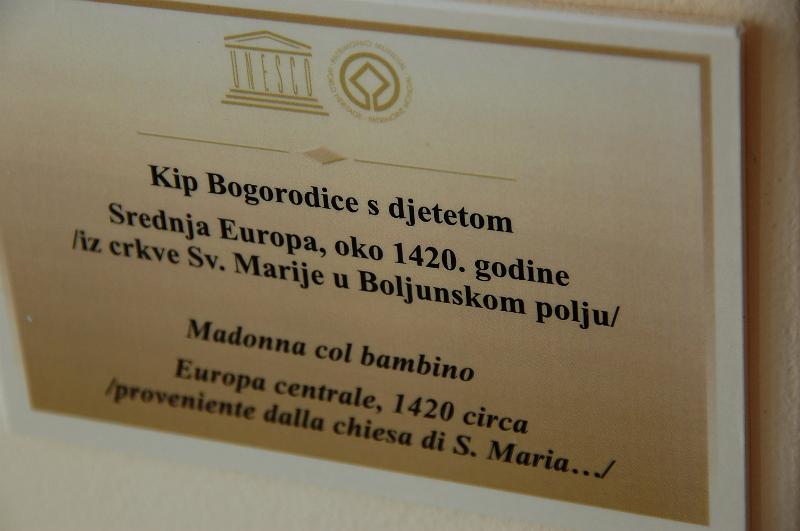 UNESCO
Kip Bogorodice s djetetom
Srednja Europa, oko 1420. godine
/iz crkve Sv. Marije u Boljunskom polju/
Madonna col bambino
Europa centrale, 1420 circa
/proveniente dalla chiesa di S. Maria…/